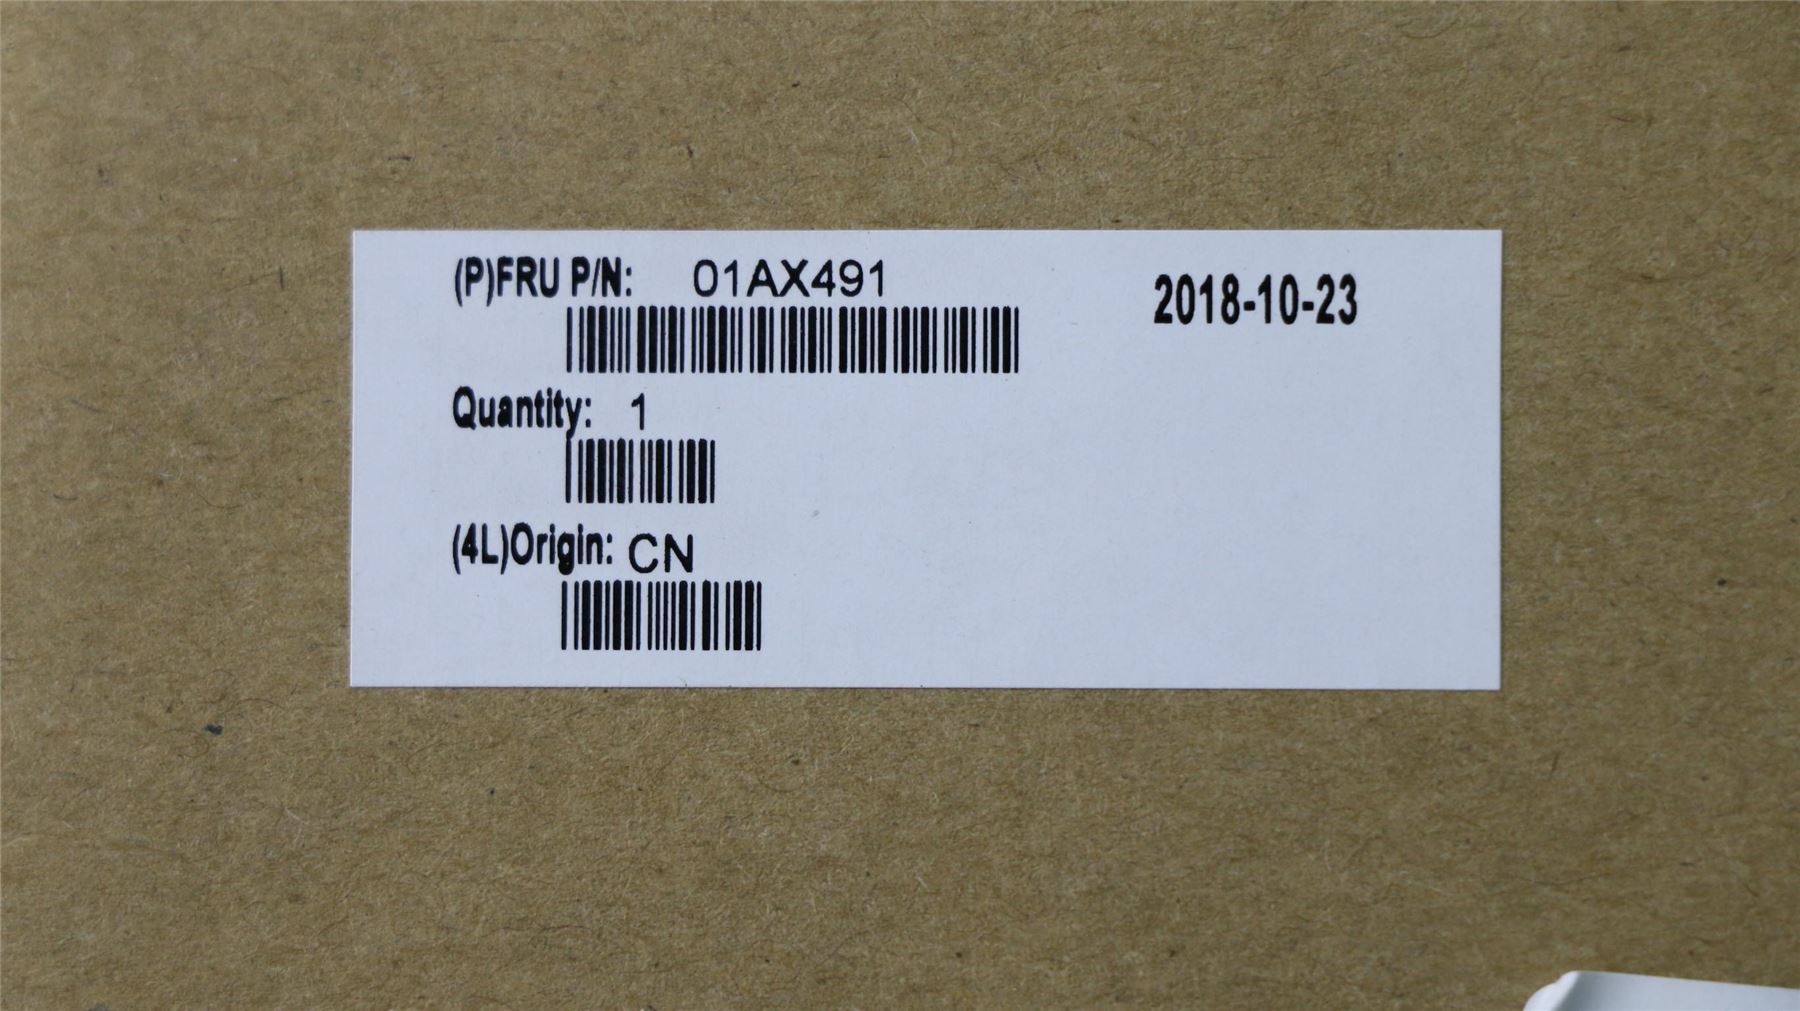 (P)FRU P/N: 01AX491
2018-10-23
Quantity: 1
(4L)Origin: CN